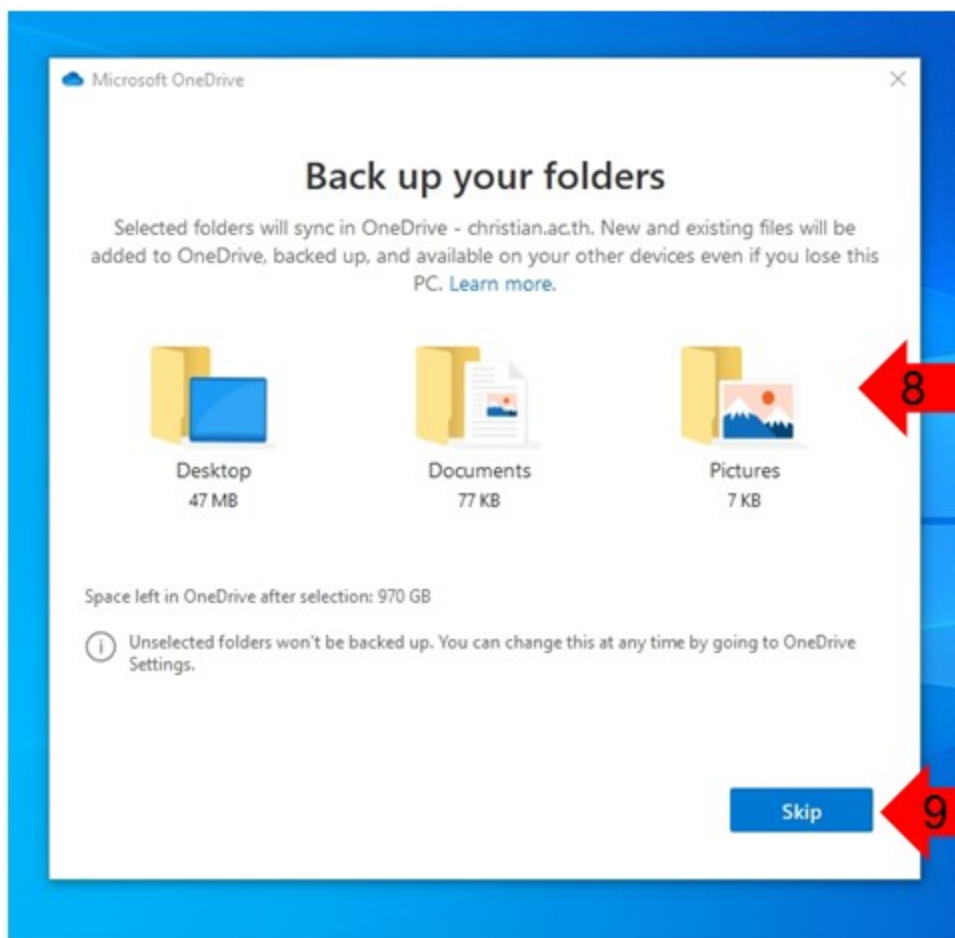 Microsoft OneDrive
Back up your folders
Selected folders will sync in OneDrive - christian.ac.th. New and existing files will be
added to OneDrive, backed up, and available on your other devices even if you lose this
PC. Learn more.
8
Desktop
Documents
Pictures
47 MB
77 KB
7 KB
Space left in OneDrive after selection: 970 GB
Unselected folders won't be backed up. You can change this at any time by going to OneDrive
Settings.
Skip
9